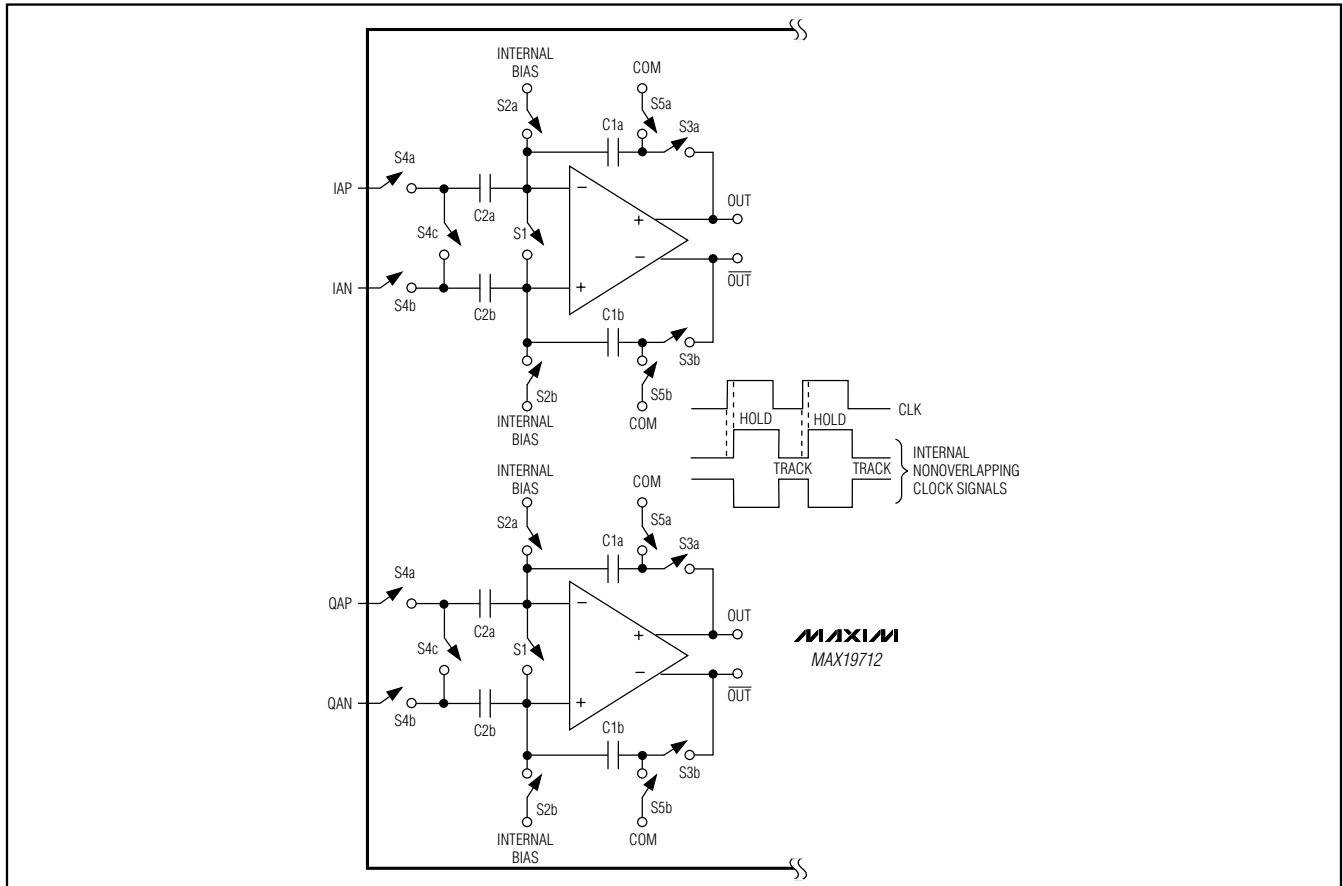 INTERNAL
BIAS
COM
S2a
S5a
C1a
S3a
S4a
IAP
−
OUT
C2a
+
S4c
S1
−
OUT
IAN
+
S4b
C2b
C1b
S3b
S2b
S5b
INTERNAL
BIAS
COM
CLK
HOLD
HOLD
TRACK
TRACK
INTERNAL
NONOVERLAPPING
CLOCK SIGNALS
INTERNAL
BIAS
COM
S2a
S5a
C1a
S3a
S4a
QAP
−
OUT
C2a
+
S4c
S1
−
OUT
QAN
+
S4b
C2b
C1b
S3b
S2b
S5b
INTERNAL
BIAS
COM
MAXIM
MAX19712